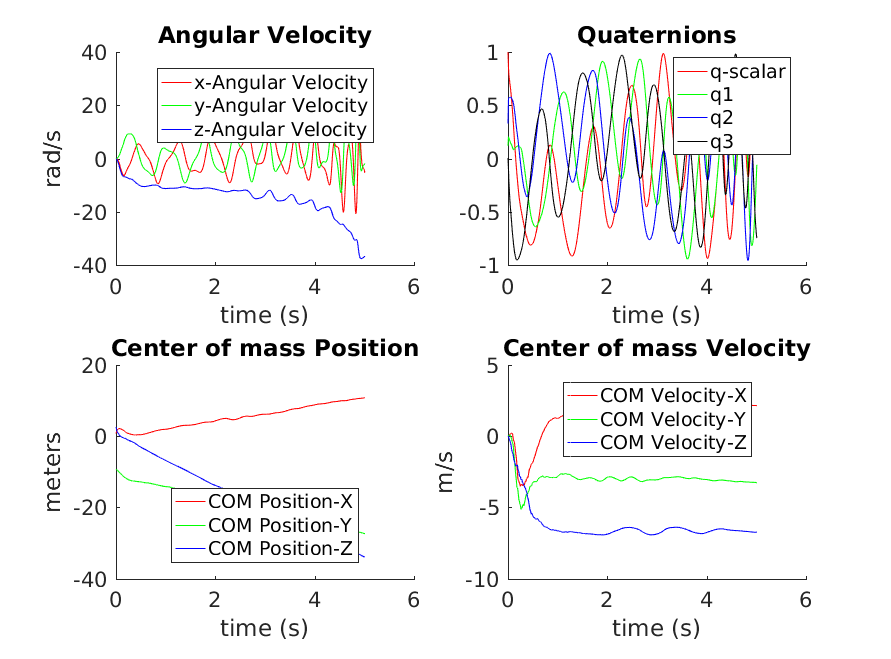 Angular Velocity
40
20
0
-20
-40
rad/s
x-Angular Velocity
y-Angular Velocity
z-Angular Velocity
0
2
4
6
time (s)
Quaternions
1
0.5
0
-0.5
-1
q-scalar
q1
q2
q3
0
2
4
6
time (s)
Center of mass Position
20
0
-20
-40
meters
COM Position-X
COM Position-Y
COM Position-Z
0
2
4
6
time (s)
Center of mass Velocity
5
0
-5
-10
m/s
COM Velocity-X
COM Velocity-Y
COM Velocity-Z
0
2
4
6
time (s)